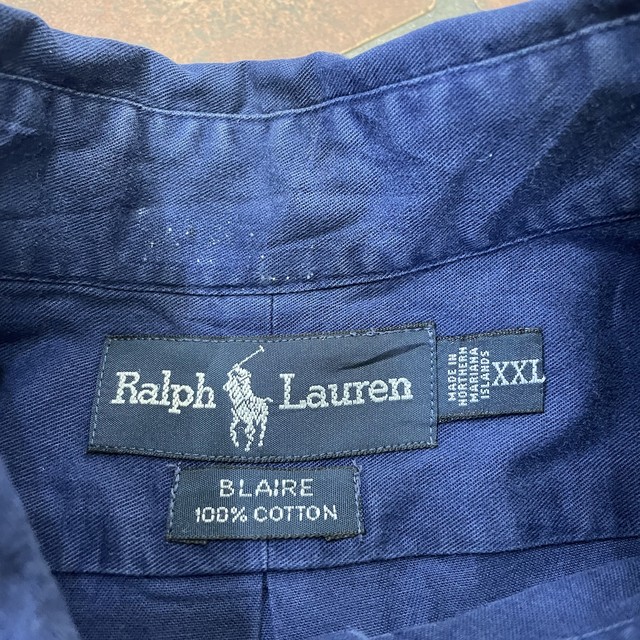 Ralph Lauren
MADE IN
NORTHERN
MARIANA
ISLANDS
XXL
BLAIRE
100% COTTON